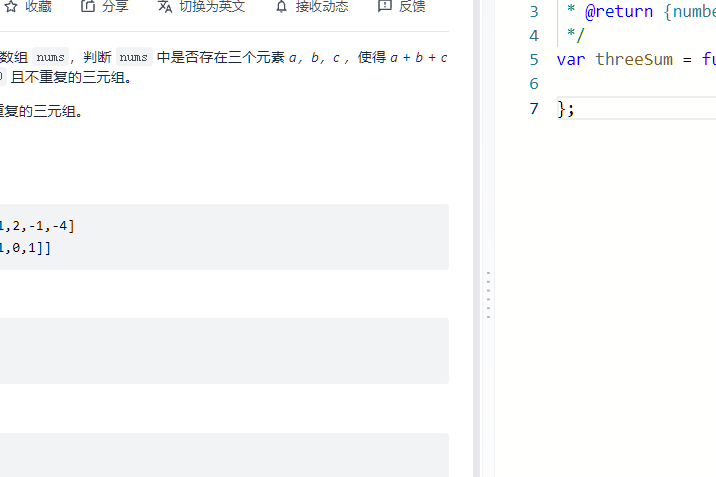 收藏 分享 切换为英文 接收动态 反馈
数组 nums，判断 nums 中是否存在三个元素 a，b，c ，使得 a + b + c
0 且不重复的三元组。
重复的三元组。
1,2,-1,-4]
1,0,1]]
3 * @return {numbe
4 */
5 var threeSum = fu
6
7 };